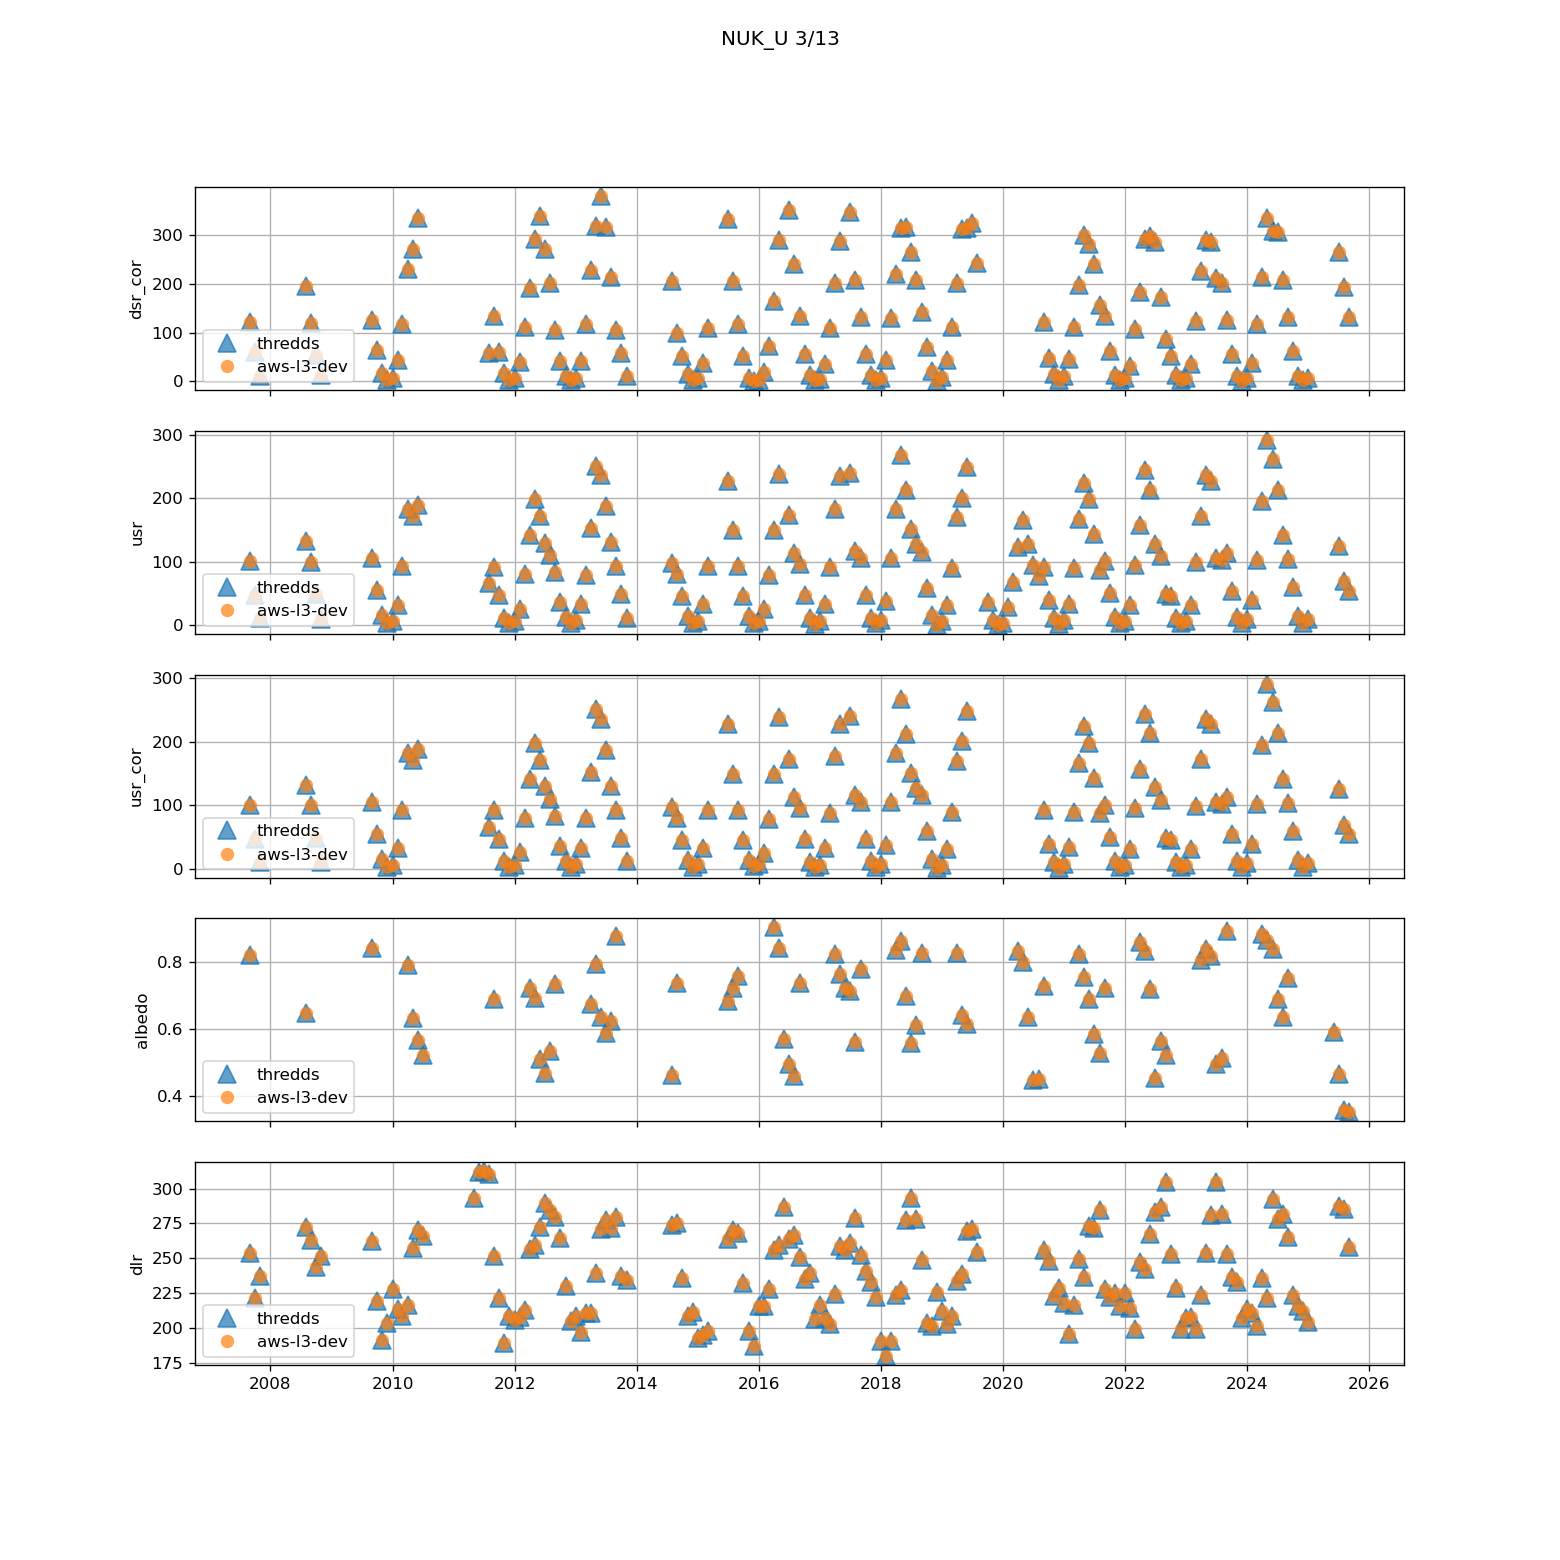 NUK_U 3/13
dsr_cor
300
200
100
0
thredds
aws-l3-dev
usr
300
200
100
0
thredds
aws-l3-dev
usr_cor
300
200
100
0
thredds
aws-l3-dev
albedo
0.8
0.6
0.4
thredds
aws-l3-dev
dlr
300
275
250
225
200
175
thredds
aws-l3-dev
2008 2010 2012 2014 2016 2018 2020 2022 2024 2026